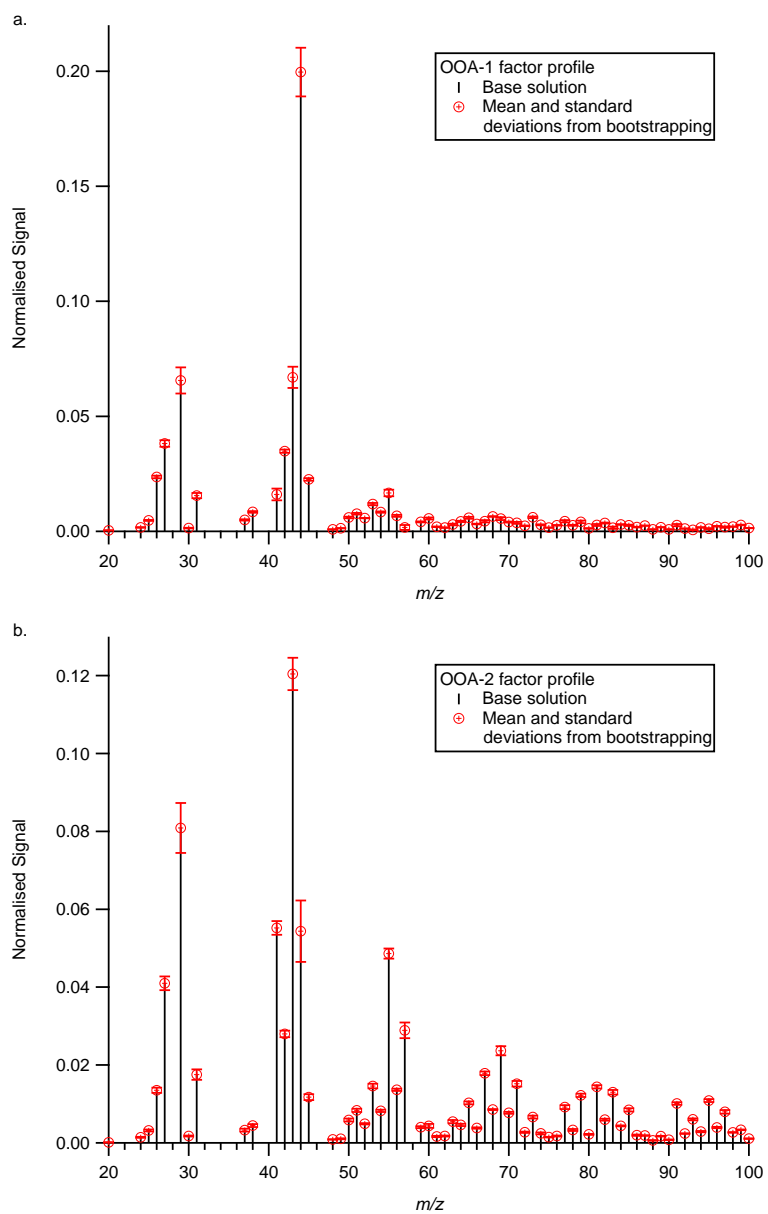 a.
OOA-1 factor profile
Base solution
Mean and standard
deviations from bootstrapping
Normalised Signal
0.20
0.15
0.10
0.05
0.00
20 30 40 50 60 70 80 90 100
m/z
b.
OOA-2 factor profile
Base solution
Mean and standard
deviations from bootstrapping
Normalised Signal
0.12
0.10
0.08
0.06
0.04
0.02
0.00
20 30 40 50 60 70 80 90 100
m/z